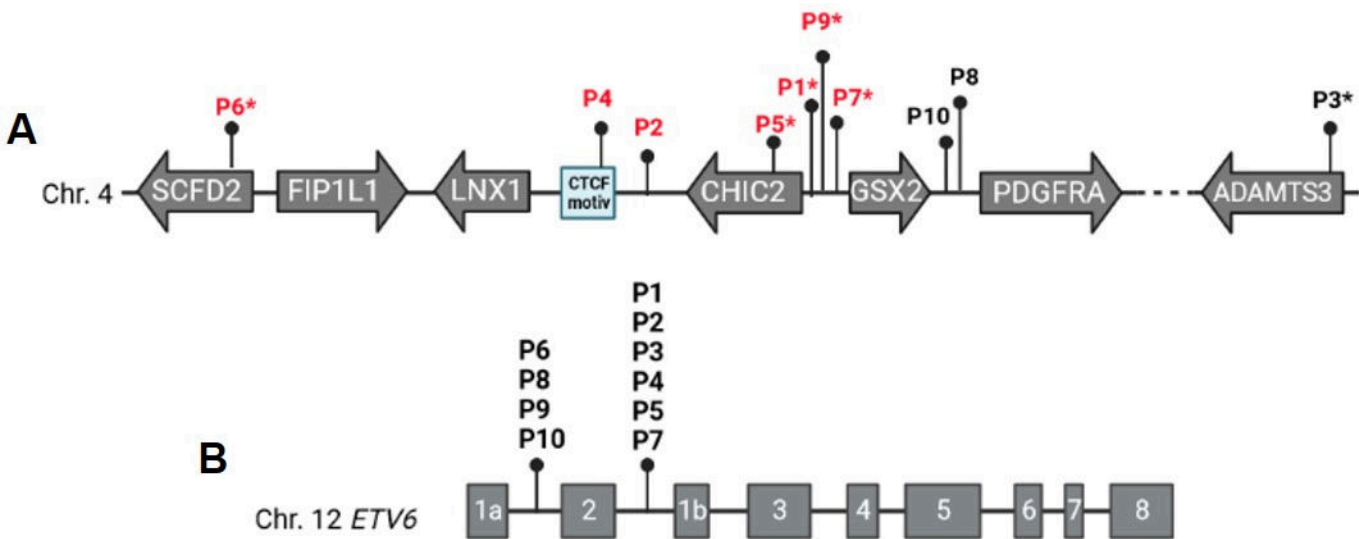 P9*
P8
P6*
P4
P1*
P7*
P3*
P10
P2
P5*
A
Chr. 4
SCFD2
FIP1L1
LNX1
CTCF
motiv
CHIC2
GSX2
PDGFRA
ADAMTS3
P1
P2
P6
P3
P8
P4
P9
P5
P10
P7
B
Chr. 12 ETV6
1a
2
1b
3
4
5
6
7
8